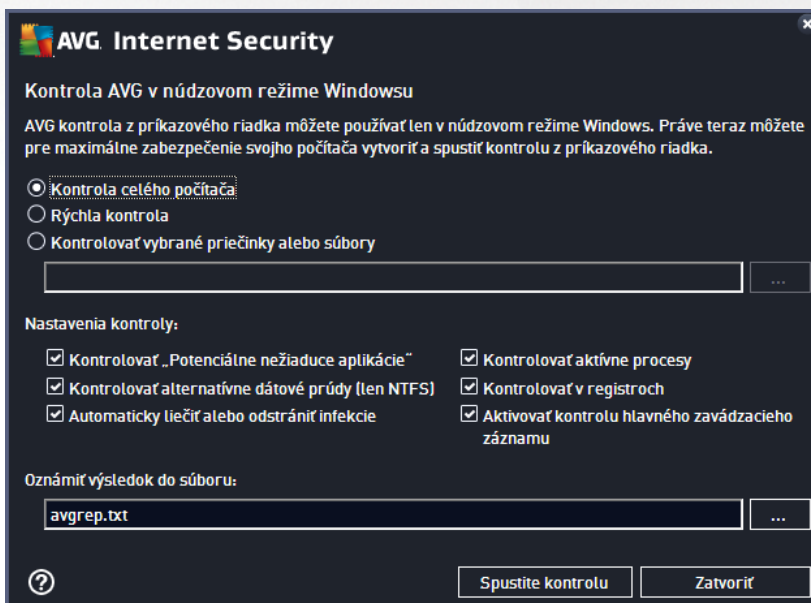 AVG. Internet Security
Kontrola AVG v núdzovom režime Windowsu
AVG kontrola z príkazového riadka môžete používať len v núdzovom režime Windows. Práve teraz môžete
pre maximálne zabezpečenie svojho počítača vytvoriť a spustiť kontrolu z príkazového riadka.
Kontrola celého počítača
Rýchla kontrola
Kontrolovať vybrané priečinky alebo súbory
...
Nastavenia kontroly:
Kontrolovať „Potenciálne nežiaduce aplikácie“
Kontrolovať aktívne procesy
Kontrolovať alternatívne dátové prúdy (len NTFS)
Kontrolovať v registroch
Automaticky liečiť alebo odstrániť infekcie
Aktivovať kontrolu hlavného zavádzacieho
záznamu
Oznámiť výsledok do súboru:
avgrep.txt
...
?
Spustite kontrolu
Zatvoriť